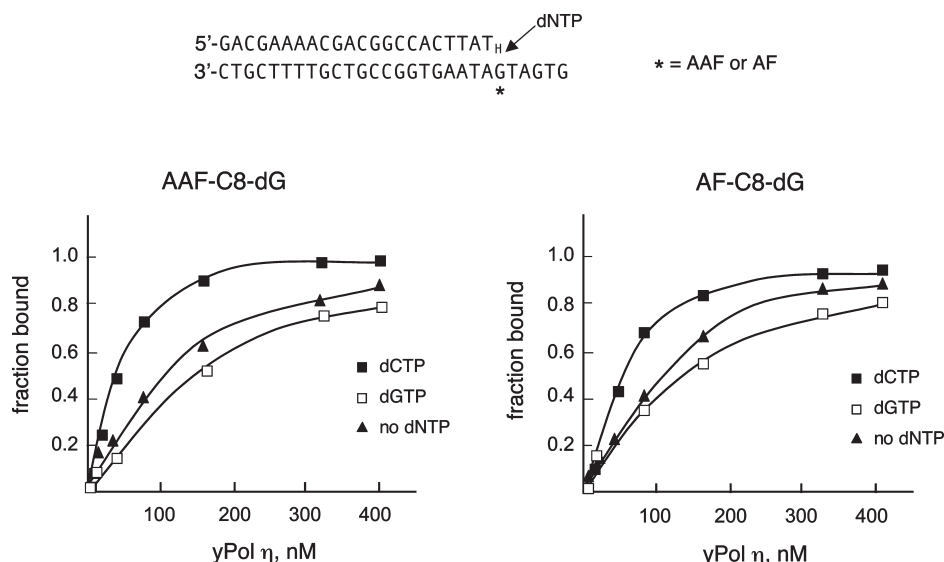 dNTP
5'-GACGAAAACGACGGCCACTTATH
3'-CTGCTTTTGCTGCCGGTGAATAGTAGTG
* = AAF or AF
*
AAF-C8-dG
fraction bound
1.0
0.8
0.6
0.4
0.2
dCTP
dGTP
no dNTP
100 200 300 400
yPol η, nM
AF-C8-dG
fraction bound
1.0
0.8
0.6
0.4
0.2
dCTP
dGTP
no dNTP
100 200 300 400
yPol η, nM